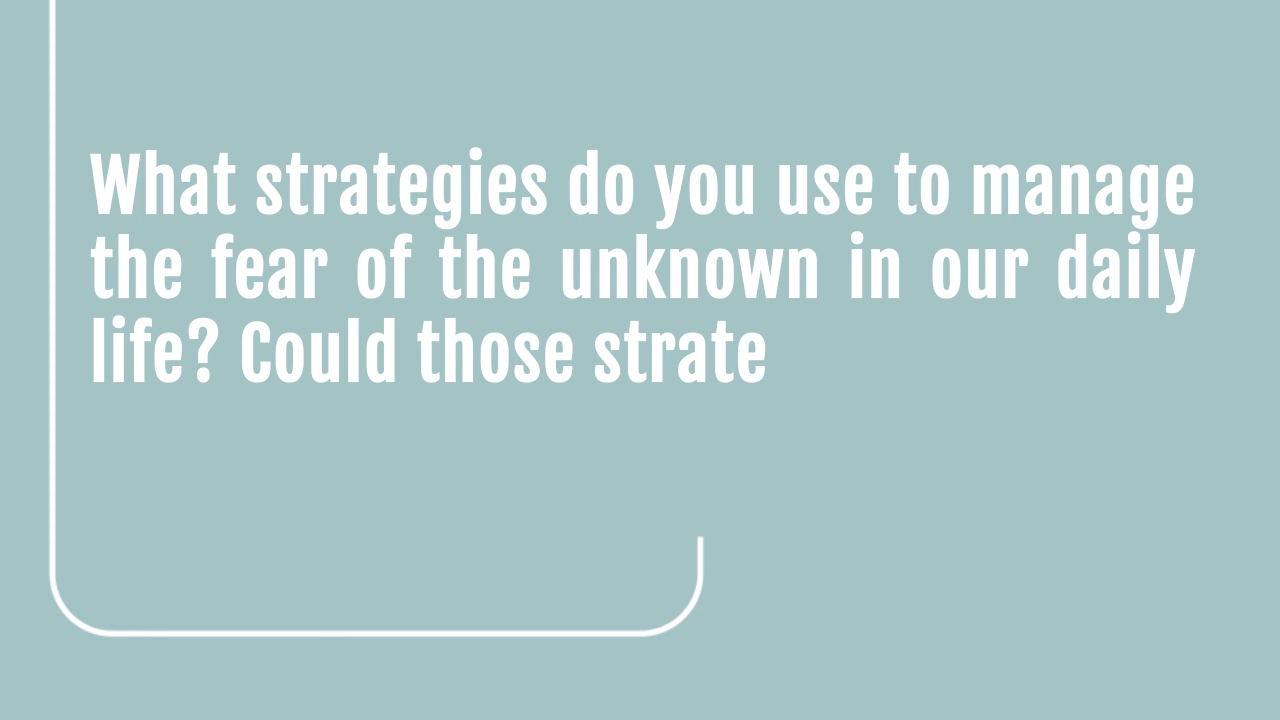 What strategies do you use to manage
the fear of the unknown in our daily
life? Could those strate